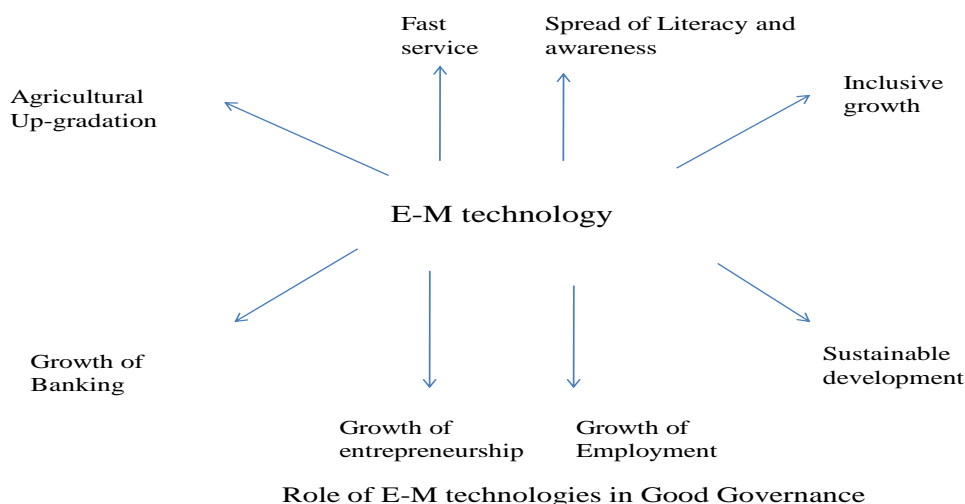 Fast
service
Spread of Literacy and
awareness
Agricultural
Up-gradation
Inclusive
growth
E-M technology
Growth of
Banking
Sustainable
development
Growth of
entrepreneurship
Growth of
Employment
Role of E-M technologies in Good Governance